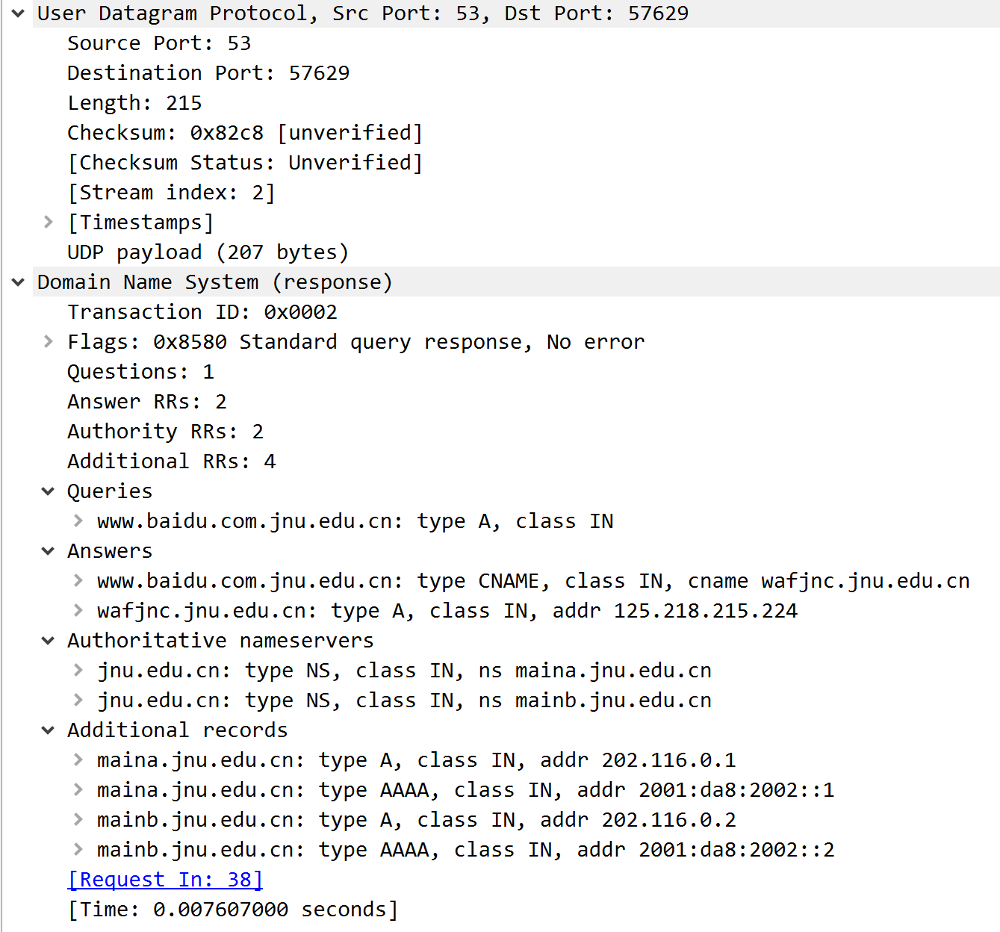 User Datagram Protocol, Src Port: 53, Dst Port: 57629
Source Port: 53
Destination Port: 57629
Length: 215
Checksum: 0x82c8 [unverified]
[Checksum Status: Unverified]
[Stream index: 2]
[Timestamps]
UDP payload (207 bytes)
Domain Name System (response)
Transaction ID: 0x0002
Flags: 0x8580 Standard query response, No error
Questions: 1
Answer RRs: 2
Authority RRs: 2
Additional RRs: 4
Queries
www.baidu.com.jnu.edu.cn: type A, class IN
Answers
www.baidu.com.jnu.edu.cn: type CNAME, class IN, cname wafjnc.jnu.edu.cn
wafjnc.jnu.edu.cn: type A, class IN, addr 125.218.215.224
Authoritative nameservers
jnu.edu.cn: type NS, class IN, ns maina.jnu.edu.cn
jnu.edu.cn: type NS, class IN, ns mainb.jnu.edu.cn
Additional records
maina.jnu.edu.cn: type A, class IN, addr 202.116.0.1
maina.jnu.edu.cn: type AAAA, class IN, addr 2001:da8:2002::1
mainb.jnu.edu.cn: type A, class IN, addr 202.116.0.2
mainb.jnu.edu.cn: type AAAA, class IN, addr 2001:da8:2002::2
[Request In: 38]
[Time: 0.007607000 seconds]